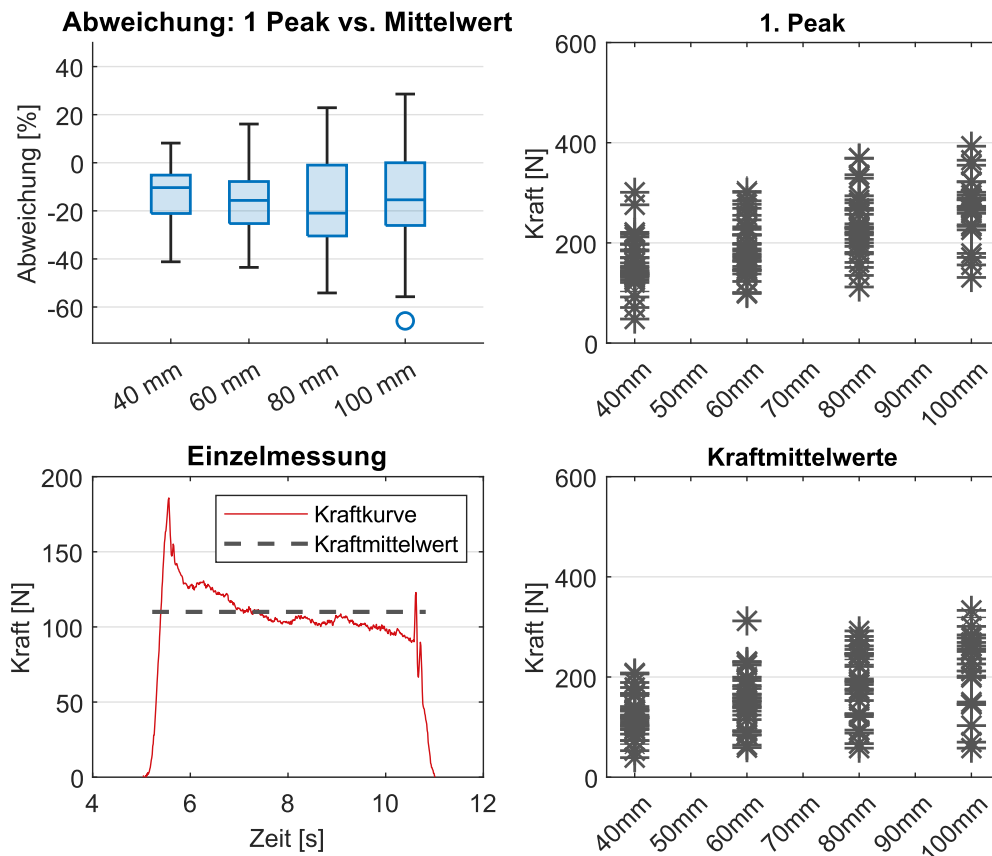 Abweichung: 1 Peak vs. Mittelwert
Abweichung [%]
40
20
0
-20
-40
-60
40 mm
60 mm
80 mm
100 mm
1. Peak
Kraft [N]
600
400
200
0
40mm
50mm
60mm
70mm
80mm
90mm
100mm
Einzelmessung
Kraft [N]
200
150
100
50
0
Kraftkurve
Kraftmittelwert
4
6
8
10
12
Zeit [s]
Kraftmittelwerte
Kraft [N]
600
400
200
0
40mm
50mm
60mm
70mm
80mm
90mm
100mm